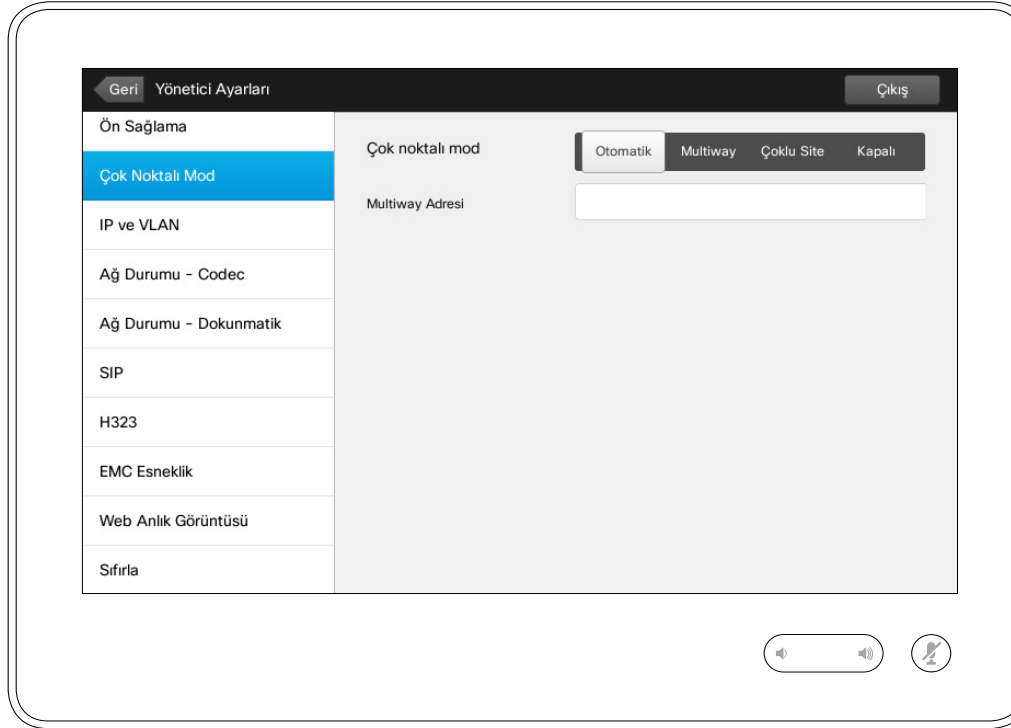 Geri Yönetici Ayarları Çıkış
Ön Sağlama
Çok Noktalı Mod
IP ve VLAN
Ağ Durumu - Codec
Ağ Durumu - Dokunmatik
SIP
H323
EMC Esneklik
Web Anlık Görüntüsü
Sıfırla
Çok noktalı mod Otomatik Multiway Çoklu Site Kapalı
Multiway Adresi